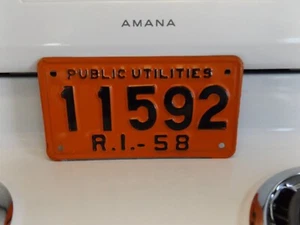 AMANA
PUBLIC UTILITIES
11592
R.I.-58